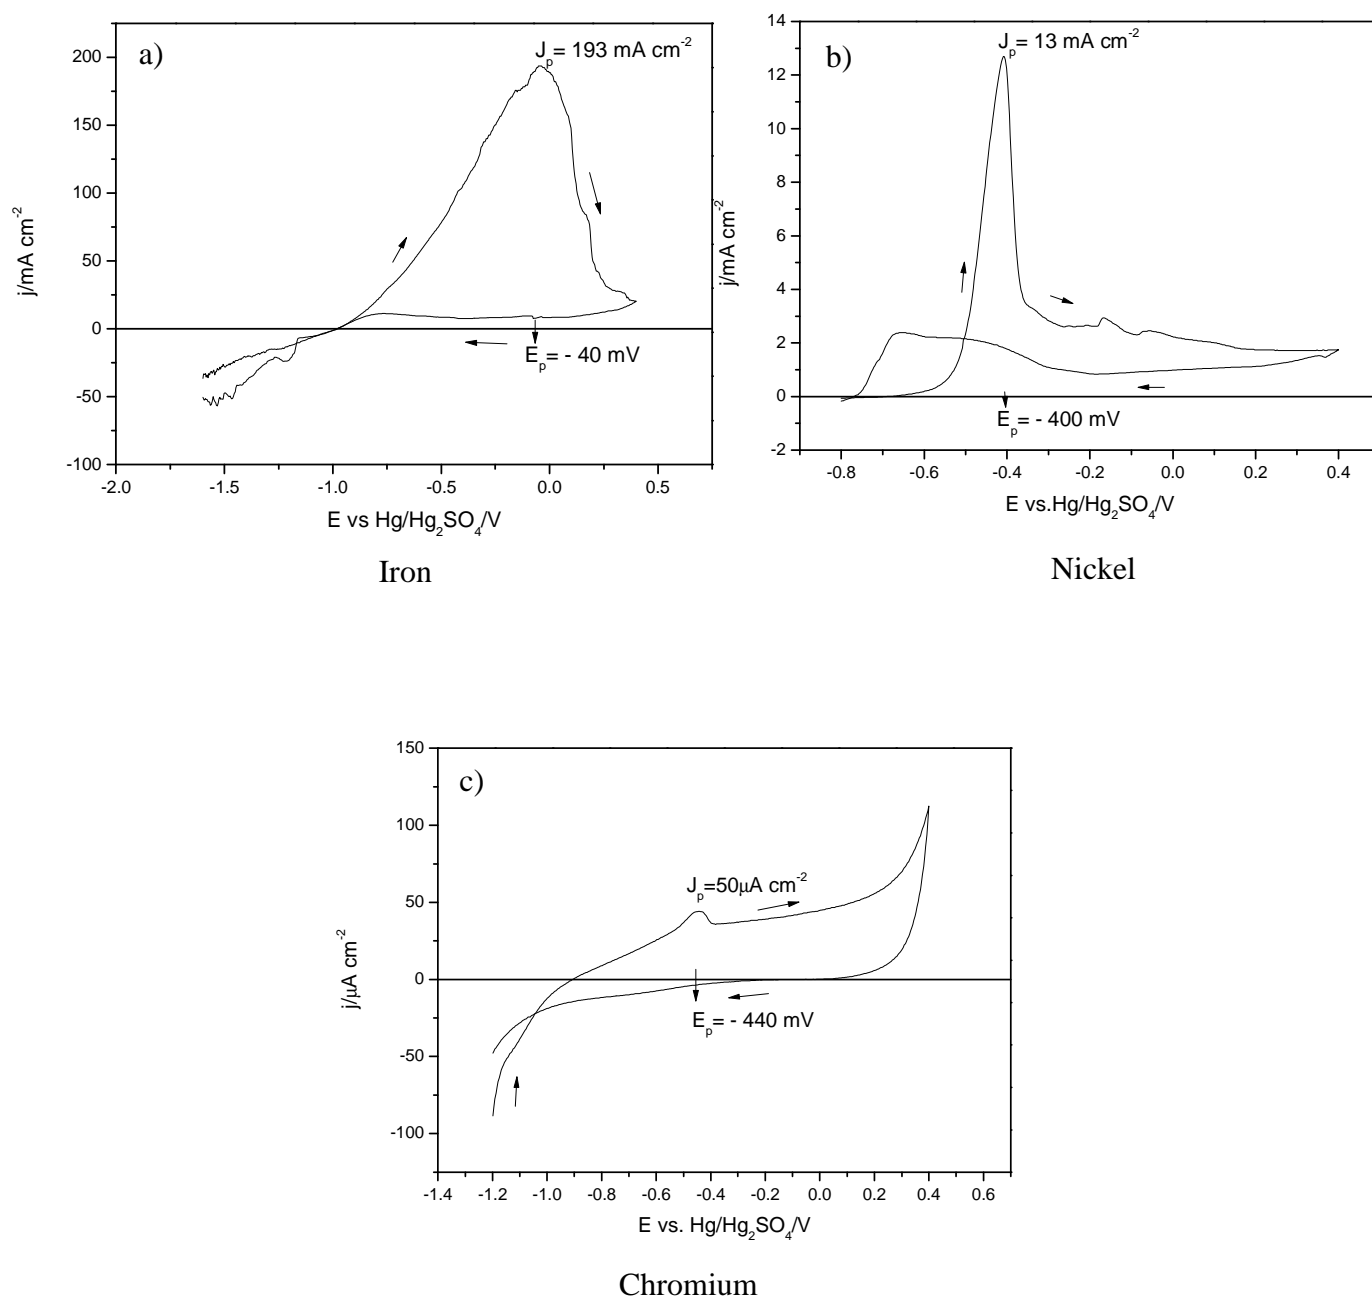 a)
J_p= 193 mA cm^-2
200
150
100
50
0
-50
-100
j/mA cm^-2
E_p= - 40 mV
-2.0 -1.5 -1.0 -0.5 0.0 0.5
E vs Hg/Hg_2SO_4/V
Iron
b)
J_p= 13 mA cm^-2
14
12
10
8
6
4
2
0
-2
j/mA cm^-2
E_p= - 400 mV
-0.8 -0.6 -0.4 -0.2 0.0 0.2 0.4
E vs.Hg/Hg_2SO_4/V
Nickel
c)
150
100
50
0
-50
-100
j/μA cm^-2
J_p=50μA cm^-2
E_p= - 440 mV
-1.4 -1.2 -1.0 -0.8 -0.6 -0.4 -0.2 0.0 0.2 0.4 0.6
E vs. Hg/Hg_2SO_4/V
Chromium